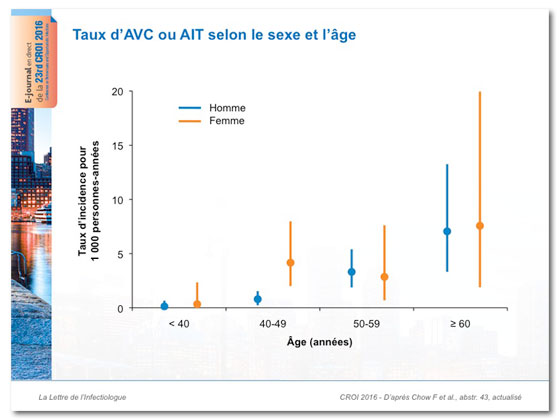 E-journal en direct
de la 23rd CROI 2016
Taux d’AVC ou AIT selon le sexe et l’âge
Taux d’incidence pour
1 000 personnes-années
20
15
10
5
0
Homme
Femme
< 40
40-49
50-59
≥ 60
Âge (années)
La Lettre de l’Infectiologue
CROI 2016 - D’après Chow F et al., abstr. 43, actualisé